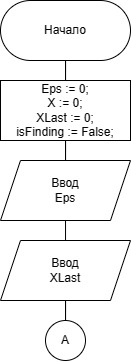 Начало
Eps := 0;
X := 0;
XLast := 0;
isFinding := False;
Ввод
Eps
Ввод
XLast
A